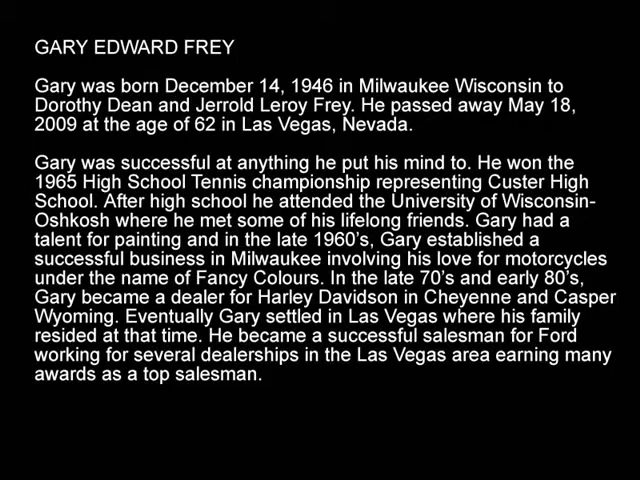 GARY EDWARD FREY
Gary was born December 14, 1946 in Milwaukee Wisconsin to
Dorothy Dean and Jerrold Leroy Frey. He passed away May 18,
2009 at the age of 62 in Las Vegas, Nevada.
Gary was successful at anything he put his mind to. He won the
1965 High School Tennis championship representing Custer High
School. After high school he attended the University of Wisconsin-
Oshkosh where he met some of his lifelong friends. Gary had a
talent for painting and in the late 1960's, Gary established a
successful business in Milwaukee involving his love for motorcycles
under the name of Fancy Colours. In the late 70's and early 80's,
Gary became a dealer for Harley Davidson in Cheyenne and Casper
Wyoming. Eventually Gary settled in Las Vegas where his family
resided at that time. He became a successful salesman for Ford
working for several dealerships in the Las Vegas area earning many
awards as a top salesman.